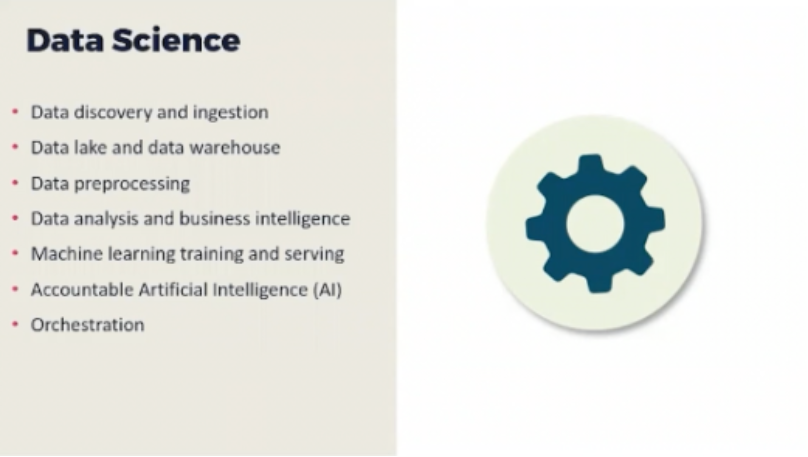 Data Science
• Data discovery and ingestion
• Data lake and data warehouse
• Data preprocessing
• Data analysis and business intelligence
• Machine learning training and serving
• Accountable Artificial Intelligence (AI)
• Orchestration